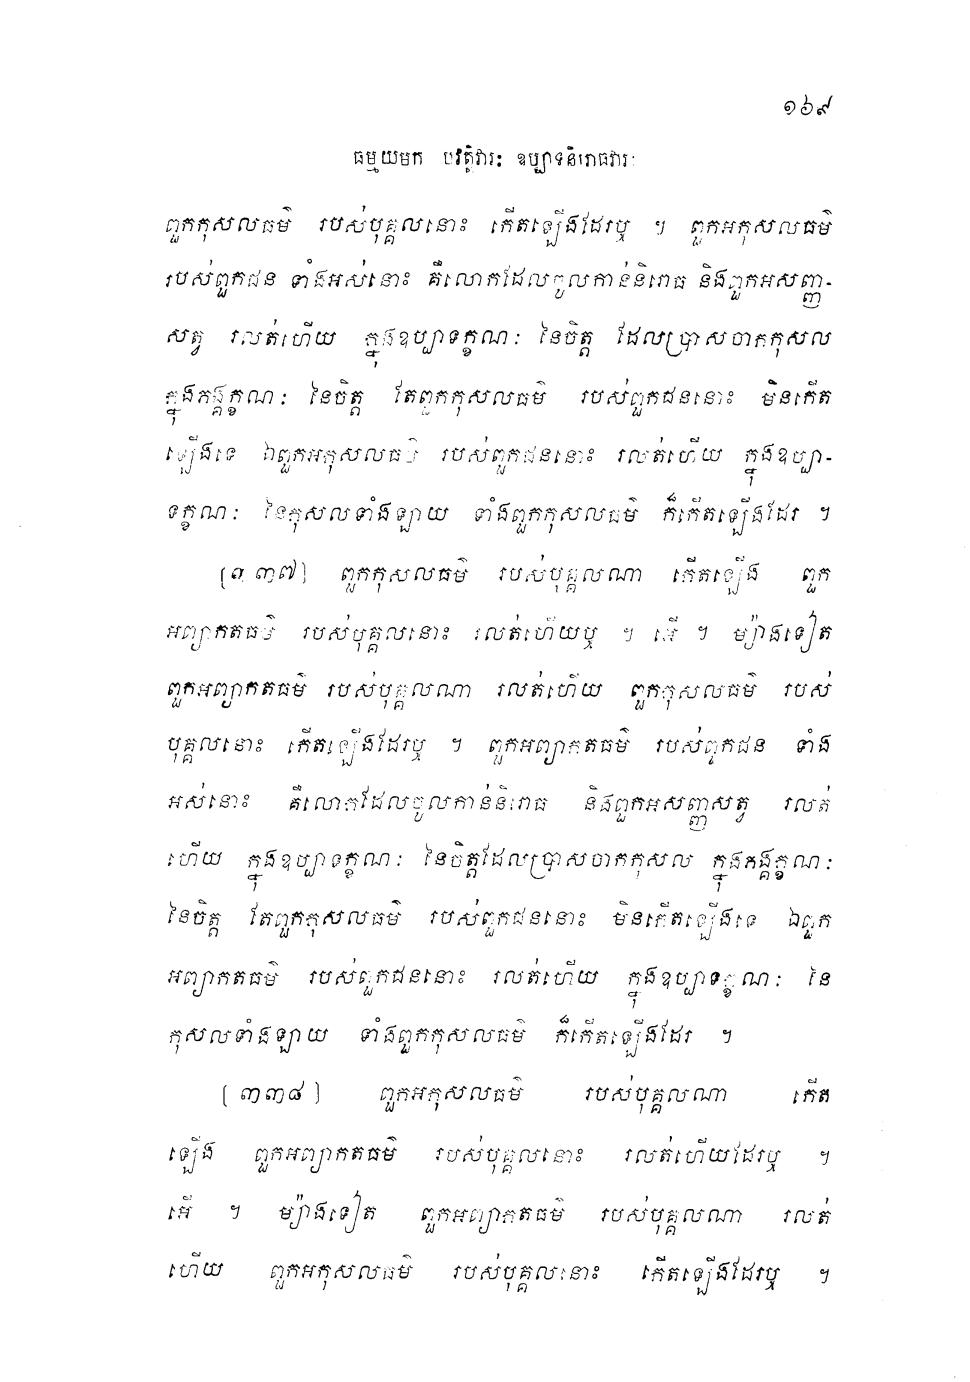 ១៦៩
ធម្មយមក បវត្តិវារៈ ឧប្បាទនិរោធវារៈ
ពួកកុសលធម៌ របស់បុគ្គលនោះ កើតឡើងដែរឬ ។ ពួកអកុសលធម៌
របស់ពួកជន ទាំងអស់នោះ គឺលោកដែលចូលកាន់និរោធ និងពួកអសញ្ញ-
សត្វ រលត់ហើយ ក្នុងឧប្បាទក្ខណៈ នៃចិត្ត ដែលប្រាសចាកកុសល
ក្នុងភង្គក្ខណៈ នៃចិត្ត តែពួកកុសលធម៌ របស់ពួកជននោះ មិនកើត
ឡើងទេ ឯពួកអកុសលធម៌ របស់ពួកជននោះ រលត់ហើយ ក្នុងឧប្បា-
ទក្ខណៈ នៃកុសលទាំងឡាយ ទាំងពួកកុសលធម៌ ក៏កើតឡើងដែរ ។
[៣៣៧] ពួកកុសលធម៌ របស់បុគ្គលណា កើតឡើង ពួក
អព្យាកតធម៌ របស់បុគ្គលនោះ រលត់ហើយឬ ។ អើ ។ ម្យ៉ាងទៀត
ពួកអព្យាកតធម៌ របស់បុគ្គលណា រលត់ហើយ ពួកកុសលធម៌ របស់
បុគ្គលនោះ កើតឡើងដែរឬ ។ ពួកអព្យាកតធម៌ របស់ពួកជន ទាំង
អស់នោះ គឺលោកដែលចូលកាន់និរោធ និងពួកអសញ្ញសត្វ រលត់
ហើយ ក្នុងឧប្បាទក្ខណៈ នៃចិត្តដែលប្រាសចាកកុសល ក្នុងភង្គក្ខណៈ
នៃចិត្ត តែពួកកុសលធម៌ របស់ពួកជននោះ មិនកើតឡើងទេ ឯពួក
អព្យាកតធម៌ របស់ពួកជននោះ រលត់ហើយ ក្នុងឧប្បាទក្ខណៈ នៃ
កុសលទាំងឡាយ ទាំងពួកកុសលធម៌ ក៏កើតឡើងដែរ ។
[៣៣៨] ពួកអកុសលធម៌ របស់បុគ្គលណា កើត
ឡើង ពួកអព្យាកតធម៌ របស់បុគ្គលនោះ រលត់ហើយដែរឬ ។
អើ ។ ម្យ៉ាងទៀត ពួកអព្យាកតធម៌ របស់បុគ្គលណា រលត់
ហើយ ពួកអកុសលធម៌ របស់បុគ្គលនោះ កើតឡើងដែរឬ ។